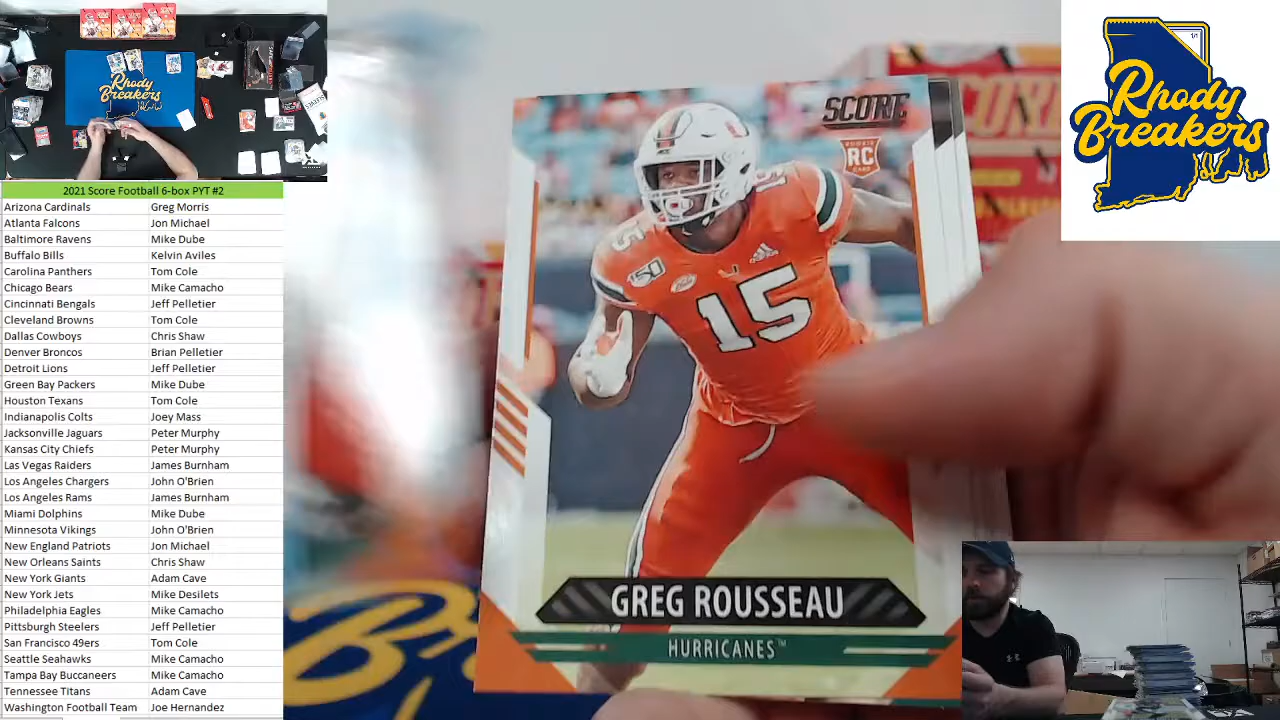 Rhody
Breakers
2021 Score Football 6-box PYT #2
Arizona Cardinals Greg Morris
Atlanta Falcons Jon Michael
Baltimore Ravens Mike Dube
Buffalo Bills Kelvin Aviles
Carolina Panthers Tom Cole
Chicago Bears Mike Camacho
Cincinnati Bengals Jeff Pelletier
Cleveland Browns Tom Cole
Dallas Cowboys Chris Shaw
Denver Broncos Brian Pelletier
Detroit Lions Jeff Pelletier
Green Bay Packers Mike Dube
Houston Texans Tom Cole
Indianapolis Colts Joey Mass
Jacksonville Jaguars Peter Murphy
Kansas City Chiefs Peter Murphy
Las Vegas Raiders James Burnham
Los Angeles Chargers John O'Brien
Los Angeles Rams James Burnham
Miami Dolphins Mike Dube
Minnesota Vikings John O'Brien
New England Patriots Jon Michael
New Orleans Saints Chris Shaw
New York Giants Adam Cave
New York Jets Mike Desilets
Philadelphia Eagles Mike Camacho
Pittsburgh Steelers Jeff Pelletier
San Francisco 49ers Tom Cole
Seattle Seahawks Mike Camacho
Tampa Bay Buccaneers Mike Camacho
Tennessee Titans Adam Cave
Washington Football Team Joe Hernandez
SCORE
ROOKIE
RC
CARD
15
15
150
15
GREG ROUSSEAU
HURRICANES™
1/1
Rhody
Breakers